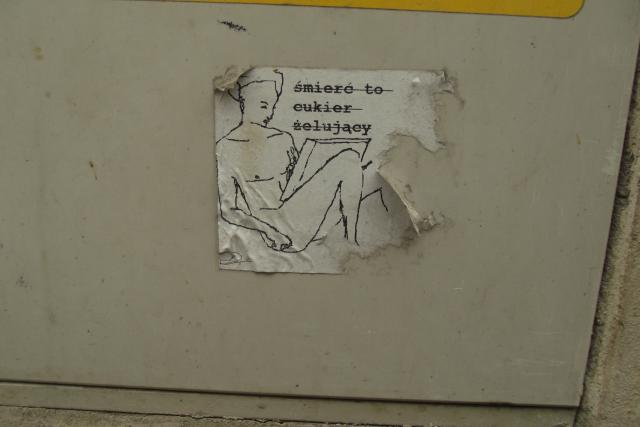 śmierć to
cukier
żelujący